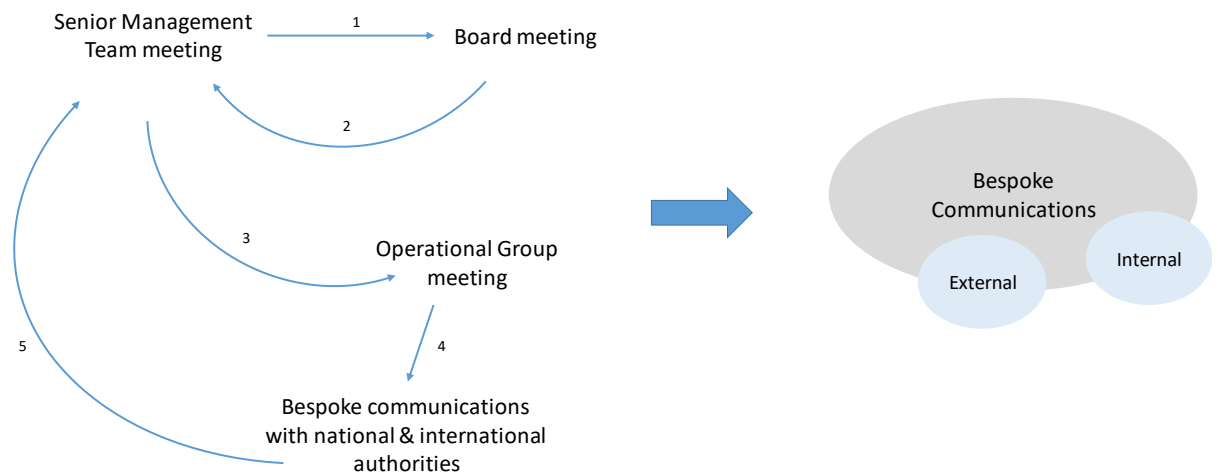 Senior Management
Team meeting
1
Board meeting
2
3
Operational Group
meeting
4
5
Bespoke communications
with national & international
authorities
Bespoke
Communications
External
Internal